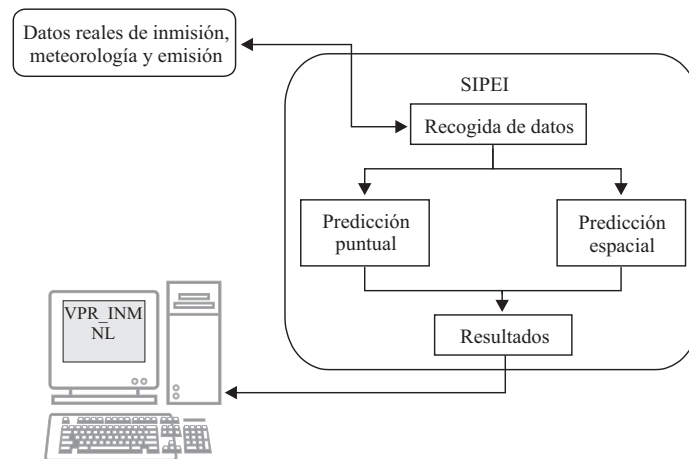 Datos reales de inmisión,
meteorología y emisión
SIPEI
Recogida de datos
Predicción
puntual
Predicción
espacial
Resultados
VPR_INM
NL